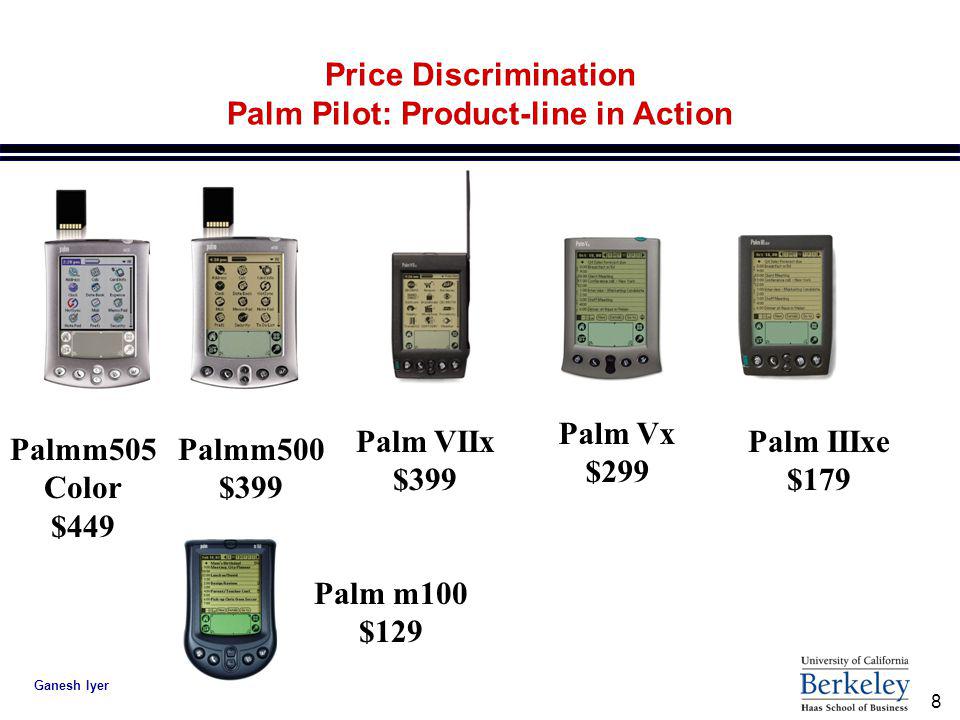 Price Discrimination
Palm Pilot: Product-line in Action
Palmm505
Color
$449
Palmm500
$399
Palm VIIx
$399
Palm Vx
$299
Palm IIIxe
$179
Palm m100
$129
Ganesh Iyer
University of California
Berkeley
Haas School of Business
8